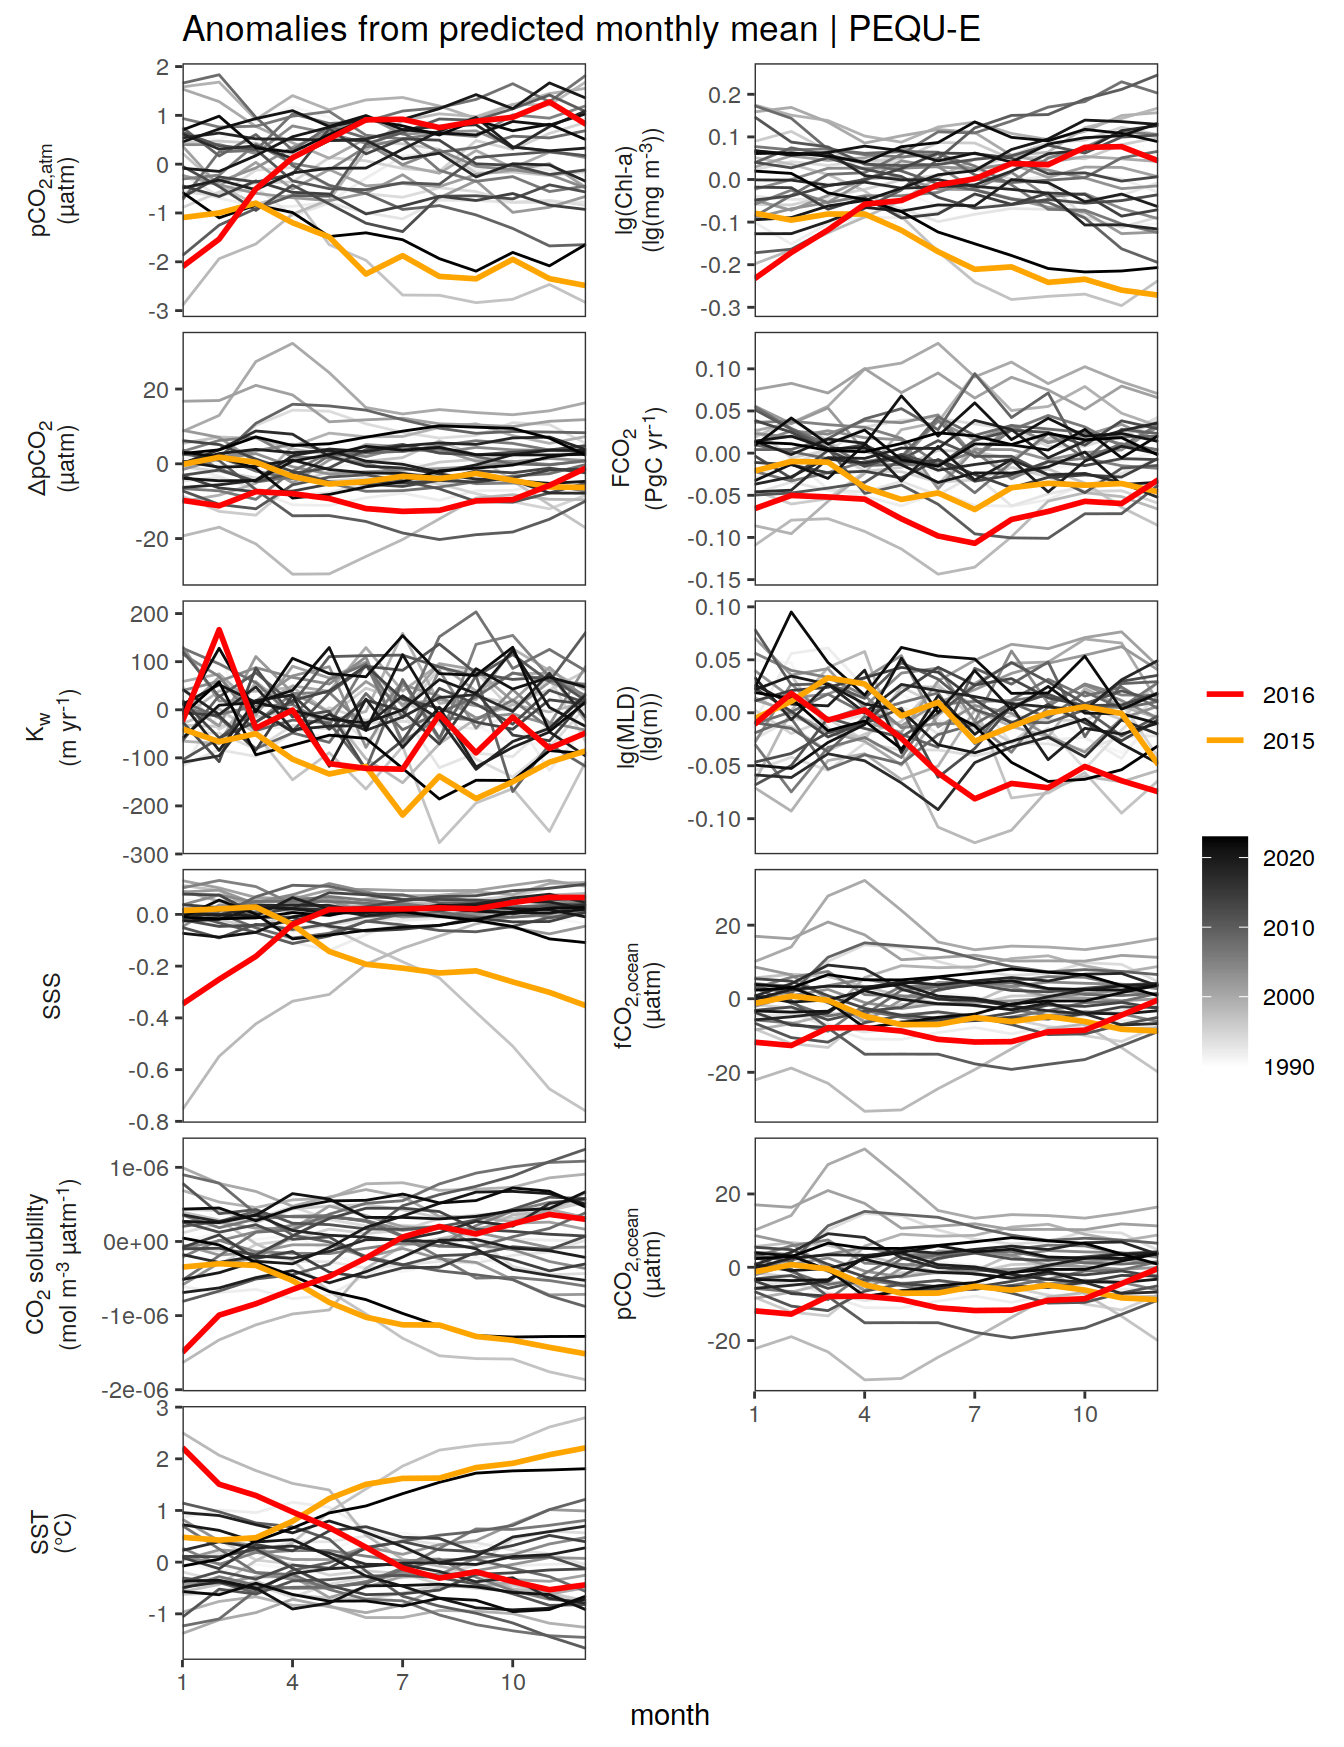 Anomalies from predicted monthly mean | PEQU-E
pCO2,atm
(µatm)
2
1
0
-1
-2
-3
lg(Chl-a)
(lg(mg m-3))
0.2
0.1
0.0
-0.1
-0.2
-0.3
ΔpCO2
(µatm)
20
0
-20
FCO2
(PgC yr-1)
0.10
0.05
0.00
-0.05
-0.10
-0.15
Kw
(m yr-1)
200
100
0
-100
-200
-300
lg(MLD)
(lg(m))
0.10
0.05
0.00
-0.05
-0.10
SSS
0.0
-0.2
-0.4
-0.6
-0.8
fCO2,ocean
(µatm)
20
0
-20
CO2 solubility
(mol m-3 µatm-1)
1e-06
0e+00
-1e-06
-2e-06
pCO2,ocean
(µatm)
20
0
-20
1 4 7 10
SST
(°C)
3
2
1
0
-1
1 4 7 10
month
2016
2015
2020
2010
2000
1990